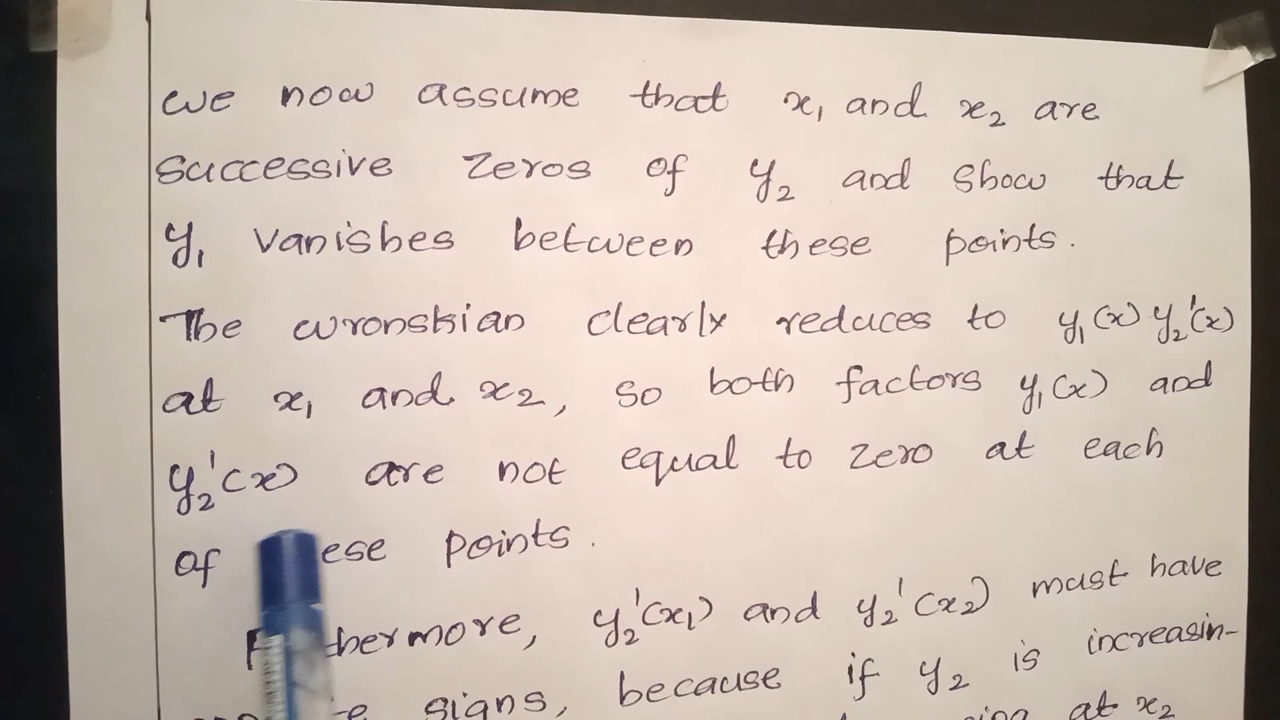 we now assume that x₁ and x₂ are
successive zeros of y₂ and show that
y₁ vanishes between these points.
The wronskian clearly reduces to y₁(x) y₂'(x)
at x₁ and x₂, so both factors y₁(x) and
y₂'(x) are not equal to zero at each
of points.
y₂'(x₁) and y₂'(x₂) must have
signs, because if y₂ is increasin-
at x₂